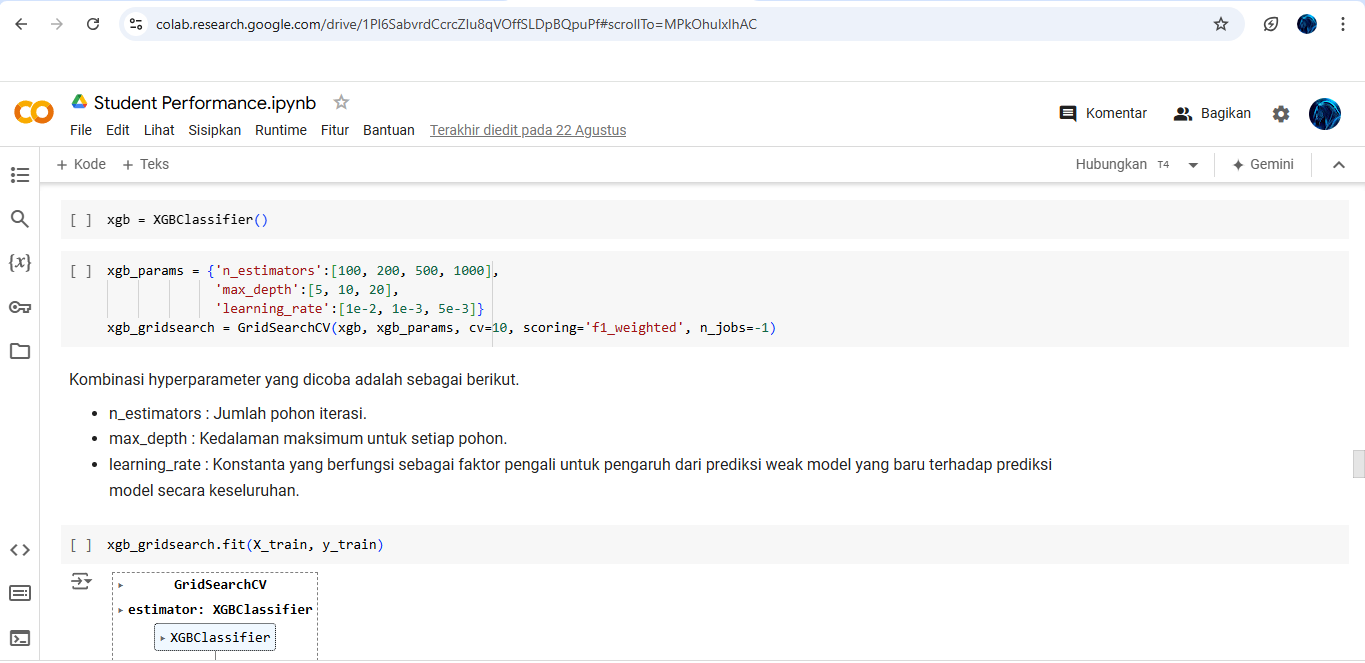 colab.research.google.com/drive/1PI6SabvrdCcrcZlu8qVOffSLDpBQpuPf#scrollTo=MPkOhulxlhAC
Student Performance.ipynb
Komentar
Bagikan
File Edit Lihat Sisipkan Runtime Fitur Bantuan Terakhir diedit pada 22 Agustus
+ Kode + Teks
Hubungkan T4
Gemini
[ ] xgb = XGBClassifier()
[ ] xgb_params = {'n_estimators':[100, 200, 500, 1000],
'max_depth':[5, 10, 20],
'learning_rate':[1e-2, 1e-3, 5e-3]}
xgb_gridsearch = GridSearchCV(xgb, xgb_params, cv=10, scoring='f1_weighted', n_jobs=-1)
Kombinasi hyperparameter yang dicoba adalah sebagai berikut.
• n_estimators : Jumlah pohon iterasi.
• max_depth : Kedalaman maksimum untuk setiap pohon.
• learning_rate : Konstanta yang berfungsi sebagai faktor pengali untuk pengaruh dari prediksi weak model yang baru terhadap prediksi
model secara keseluruhan.
[ ] xgb_gridsearch.fit(X_train, y_train)
GridSearchCV
estimator: XGBClassifier
XGBClassifier